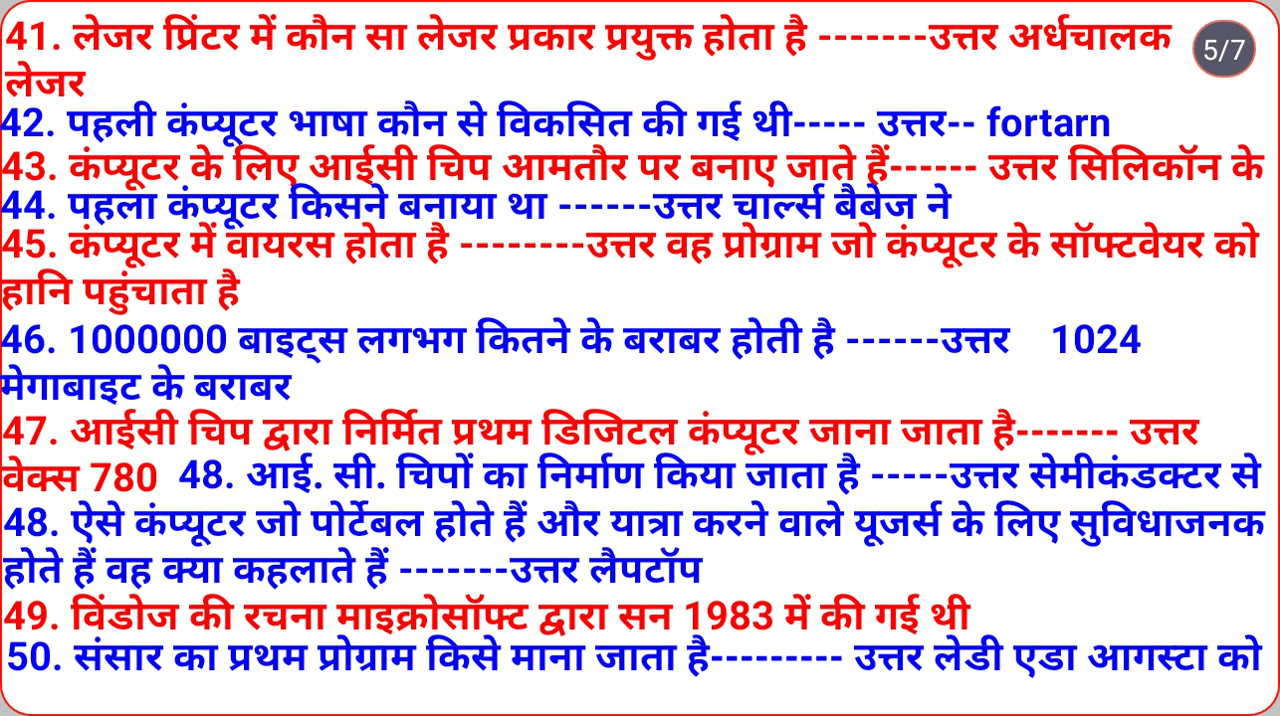 41. लेजर प्रिंटर में कौन सा लेजर प्रकार प्रयुक्त होता है -------उत्तर अर्धचालक
5/7
लेजर
42. पहली कंप्यूटर भाषा कौन से विकसित की गई थी----- उत्तर-- fortarn
43. कंप्यूटर के लिए आईसी चिप आमतौर पर बनाए जाते हैं------ उत्तर सिलिकॉन के
44. पहला कंप्यूटर किसने बनाया था ------उत्तर चार्ल्स बैबेज ने
45. कंप्यूटर में वायरस होता है --------उत्तर वह प्रोग्राम जो कंप्यूटर के सॉफ्टवेयर को
हानि पहुंचाता है
46. 1000000 बाइट्स लगभग कितने के बराबर होती है ------उत्तर 1024
मेगाबाइट के बराबर
47. आईसी चिप द्वारा निर्मित प्रथम डिजिटल कंप्यूटर जाना जाता है------- उत्तर
वेक्स 780 48. आई. सी. चिपों का निर्माण किया जाता है -----उत्तर सेमीकंडक्टर से
48. ऐसे कंप्यूटर जो पोर्टेबल होते हैं और यात्रा करने वाले यूजर्स के लिए सुविधाजनक
होते हैं वह क्या कहलाते हैं -------उत्तर लैपटॉप
49. विंडोज की रचना माइक्रोसॉफ्ट द्वारा सन 1983 में की गई थी
50. संसार का प्रथम प्रोग्राम किसे माना जाता है--------- उत्तर लेडी एडा आगस्टा को